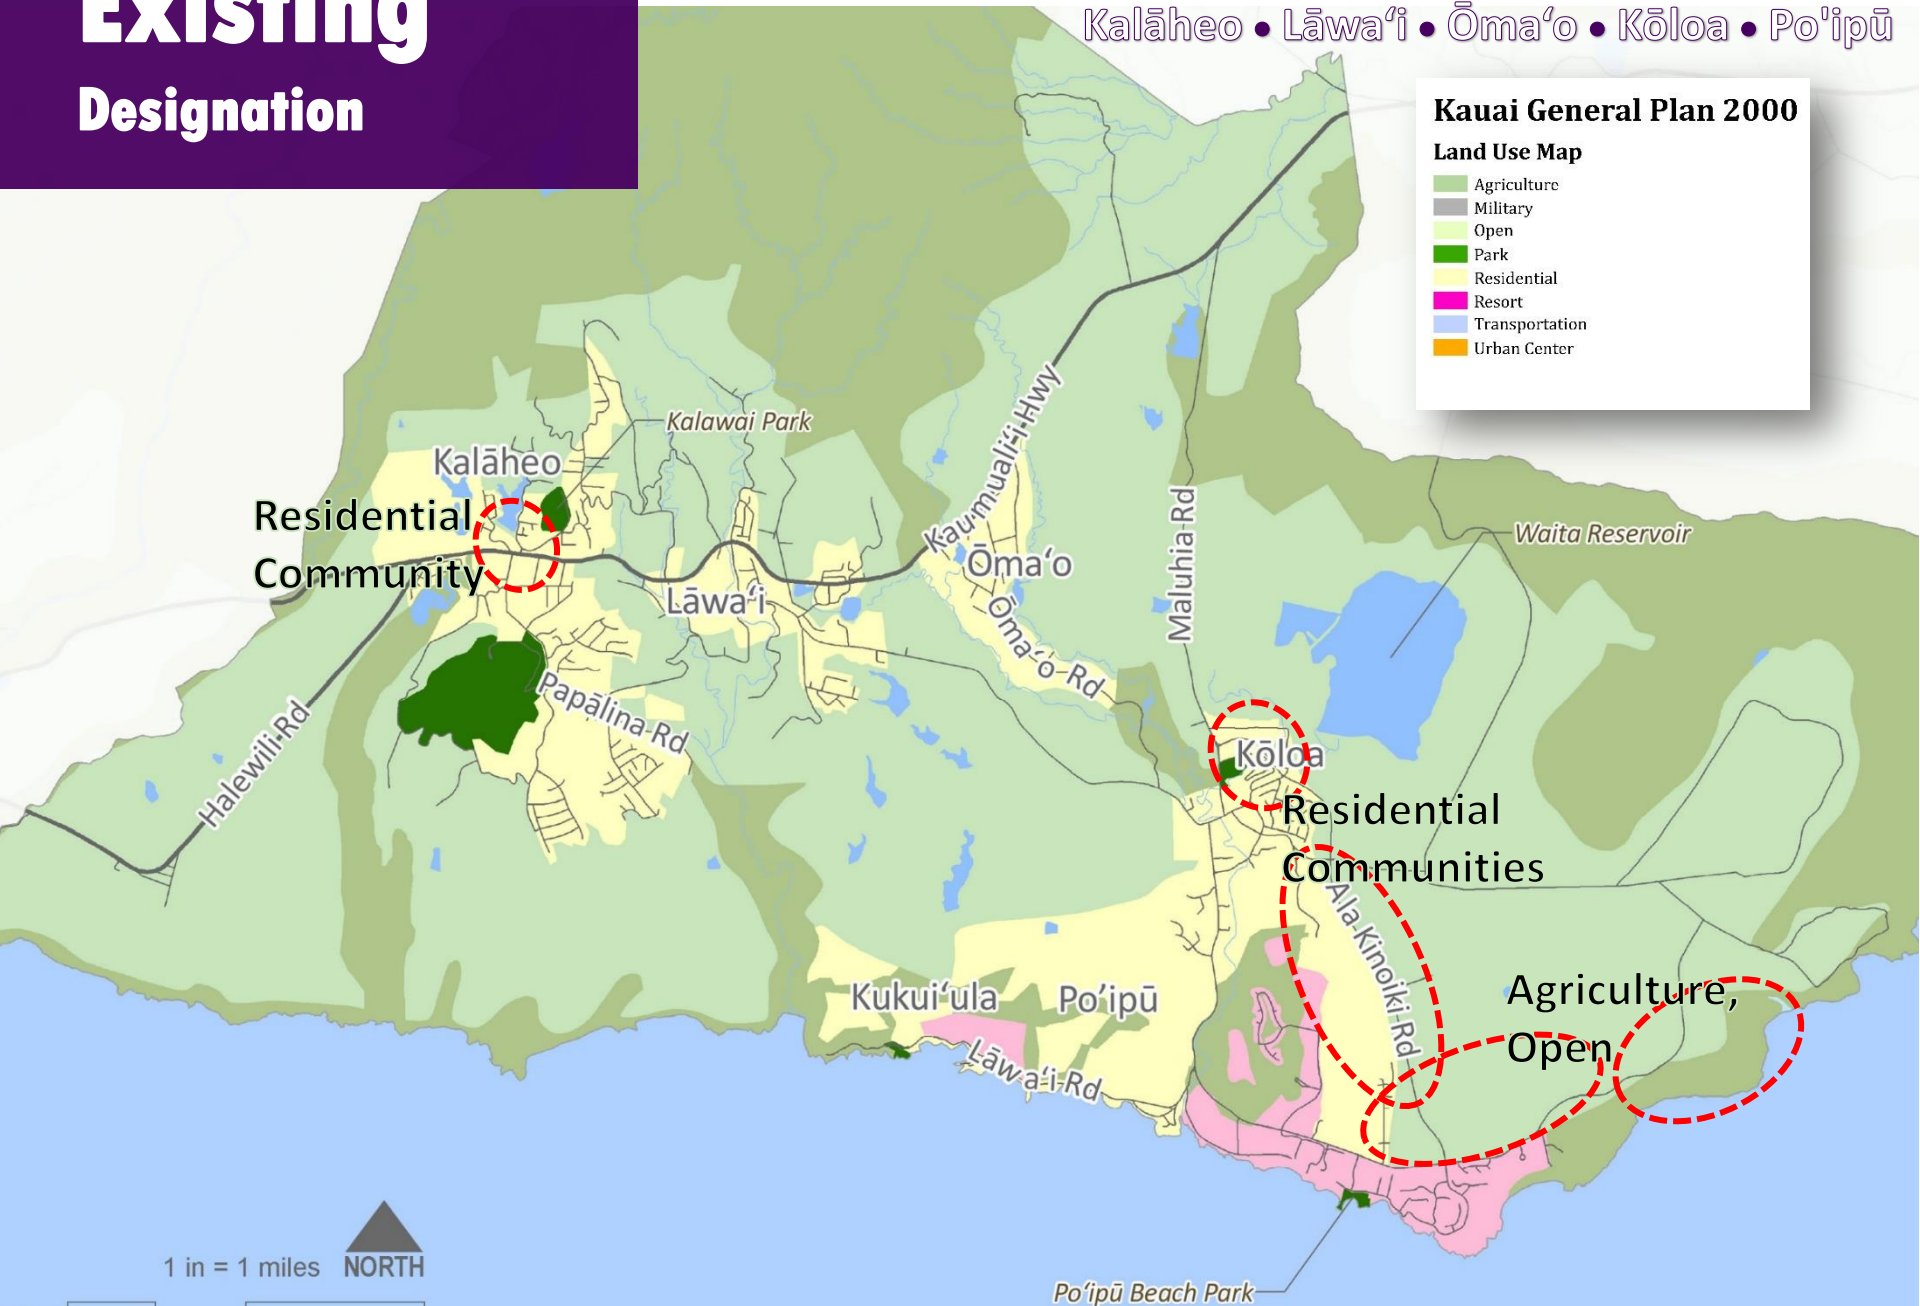 Existing
Designation
Kalāheo • Lāwaʻi • Ōmaʻo • Kōloa • Po'ipū
Kauai General Plan 2000
Land Use Map
Agriculture
Military
Open
Park
Residential
Resort
Transportation
Urban Center
Kalawai Park
Kalāheo
Residential
Community
Kaumualiʻi Hwy
Maluhia Rd
Waita Reservoir
Ōmaʻo
Lāwaʻi
Ōmaʻo Rd
Papālina Rd
Halewili Rd
Kōloa
Residential
Communities
Ala Kinoiki Rd
Kukuiʻula
Po’ipū
Agriculture,
Open
Lāwaʻi Rd
1 in = 1 miles
NORTH
Poʻipū Beach Park